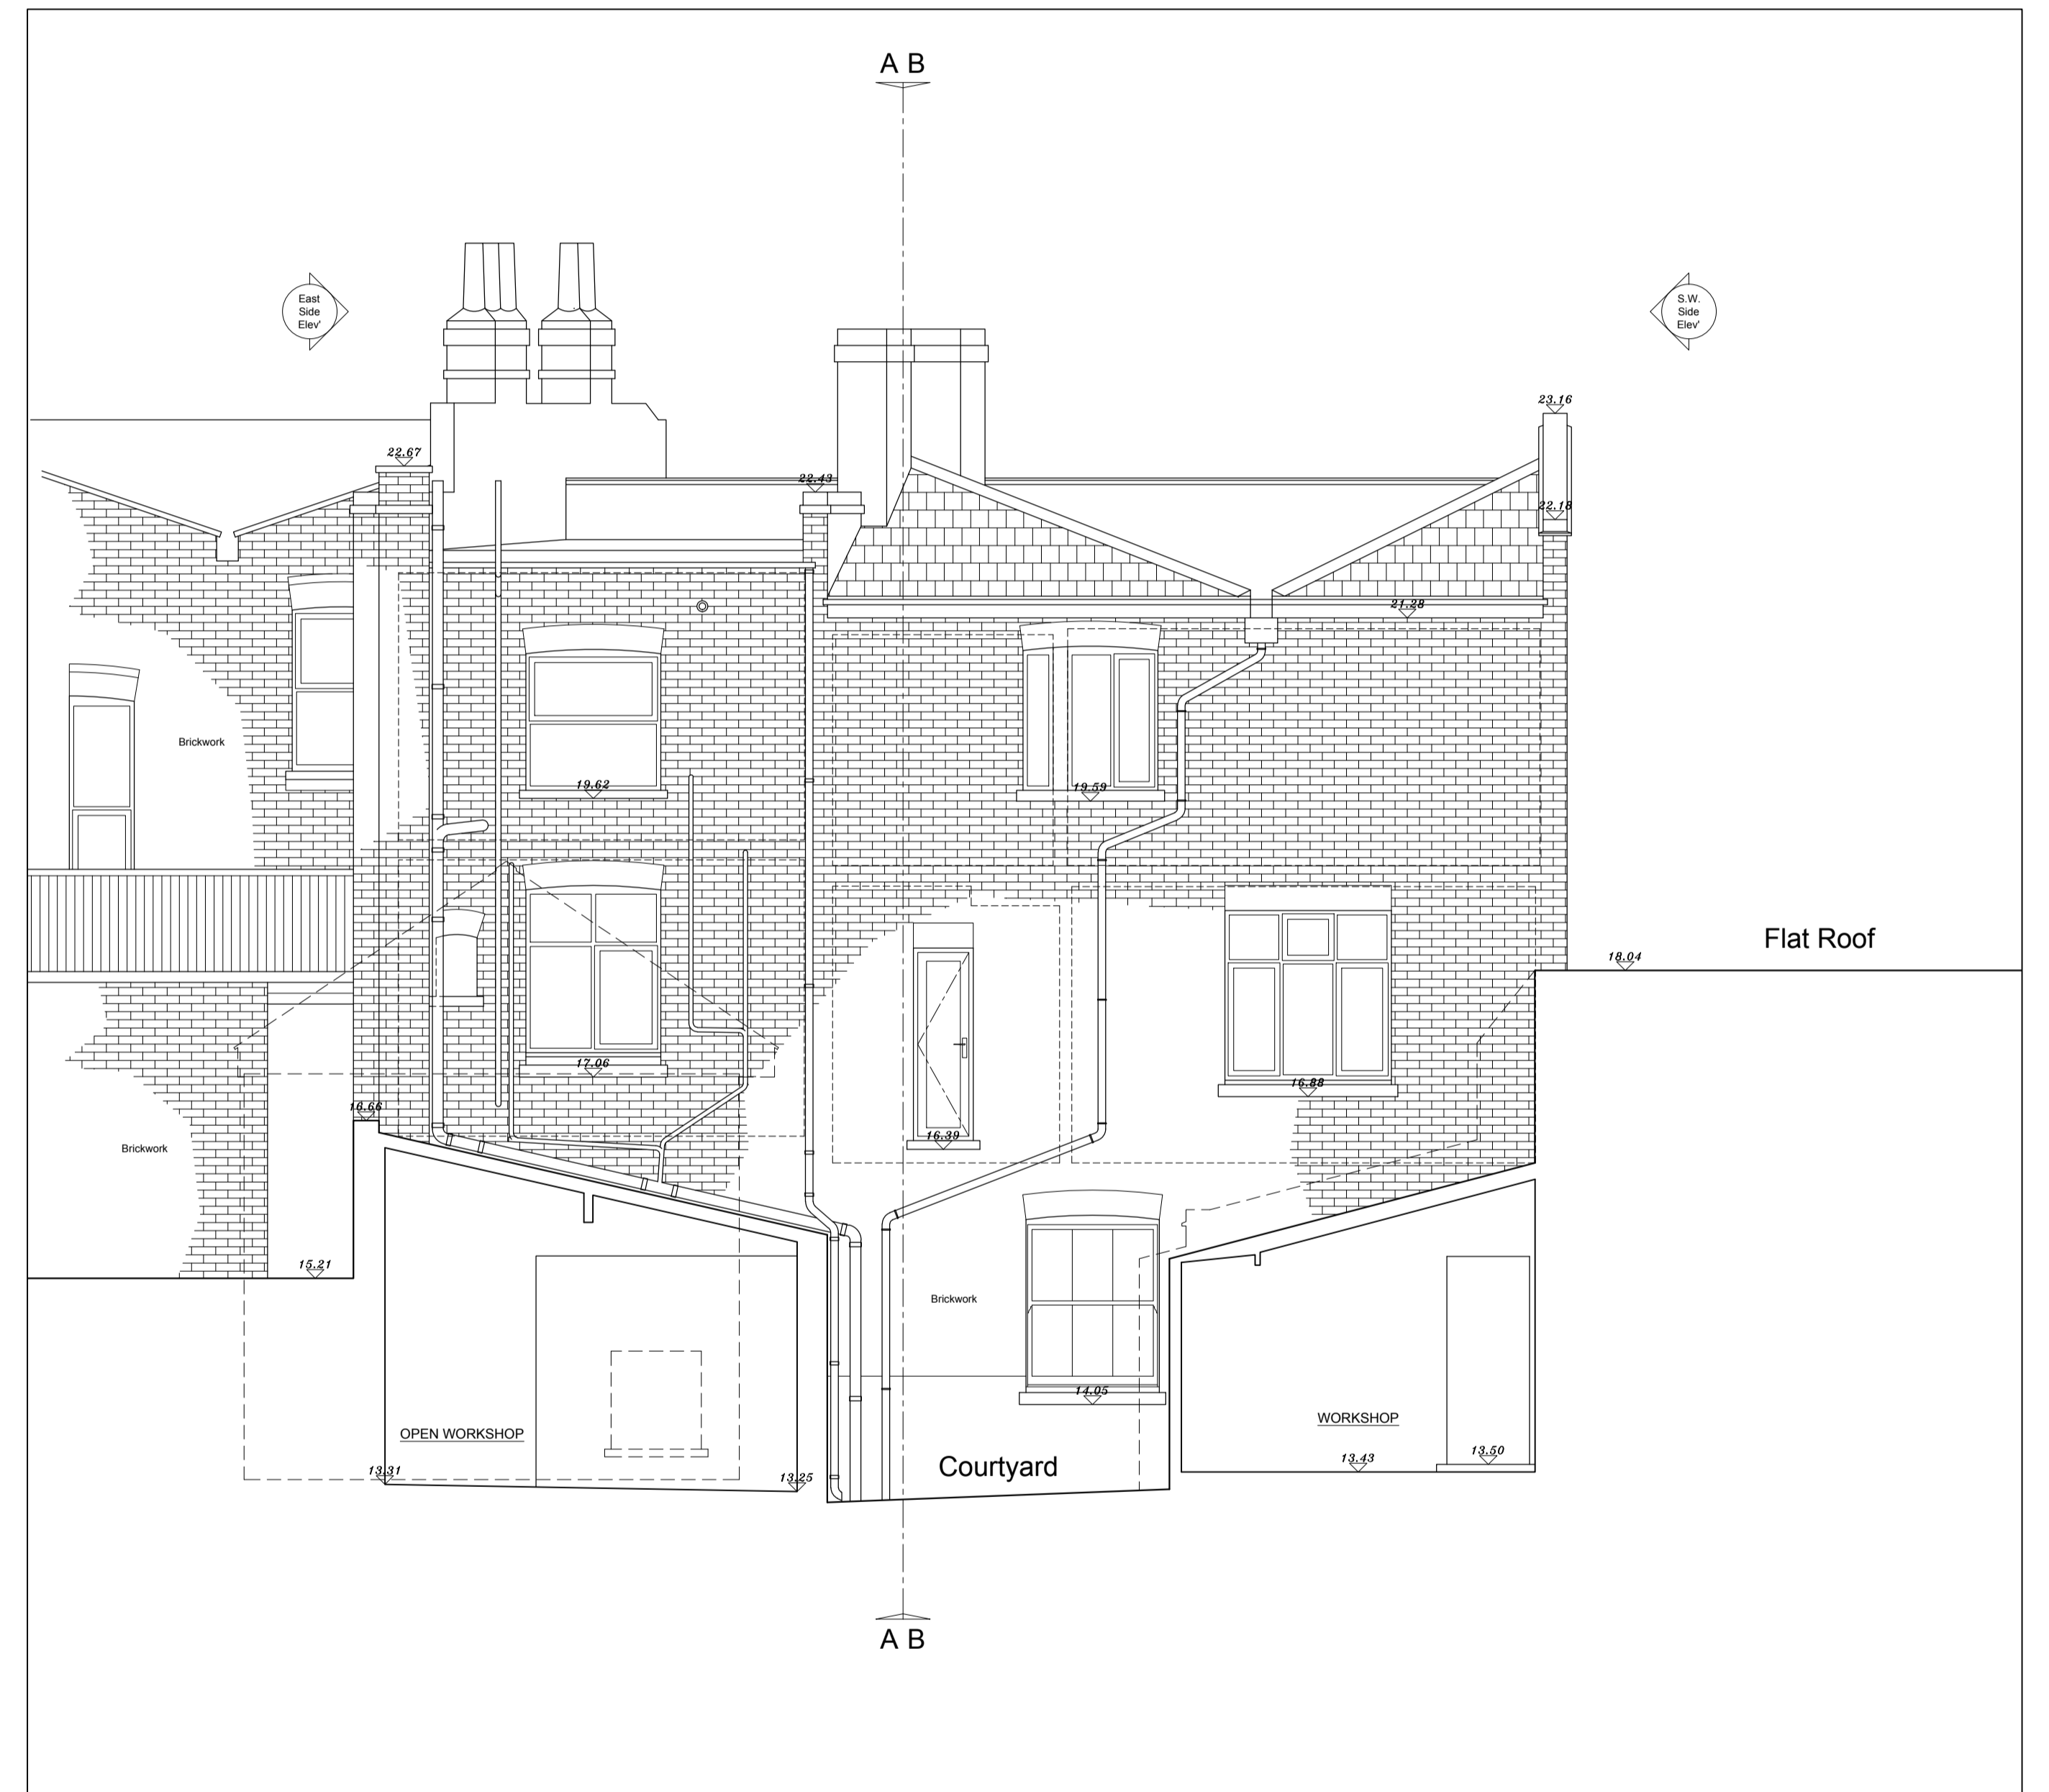 A B
East
Side
Elev'
S.W.
Side
Elev'
23.16
22.67
22.43
22.18
21.28
Brickwork
19.62
19.59
Flat Roof
18.04
17.06
16.88
16.66
16.39
Brickwork
15.21
Brickwork
14.05
OPEN WORKSHOP
WORKSHOP
Courtyard
13.50
13.43
13.31
13.25
A B